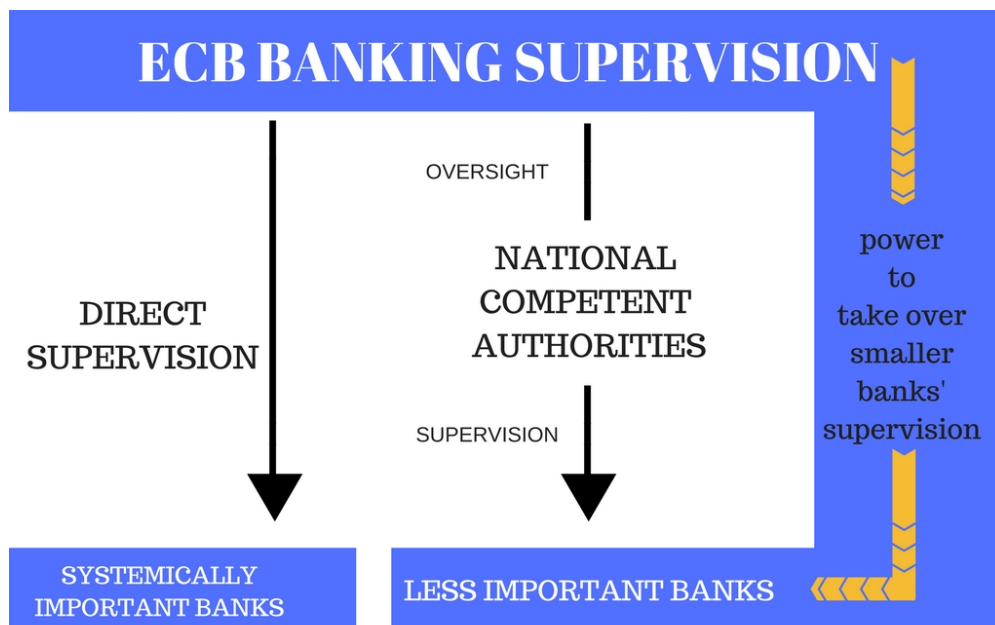 ECB BANKING SUPERVISION
OVERSIGHT
NATIONAL
COMPETENT
AUTHORITIES
DIRECT
SUPERVISION
SUPERVISION
power
to
take over
smaller
banks'
supervision
SYSTEMICALLY
IMPORTANT BANKS
LESS IMPORTANT BANKS